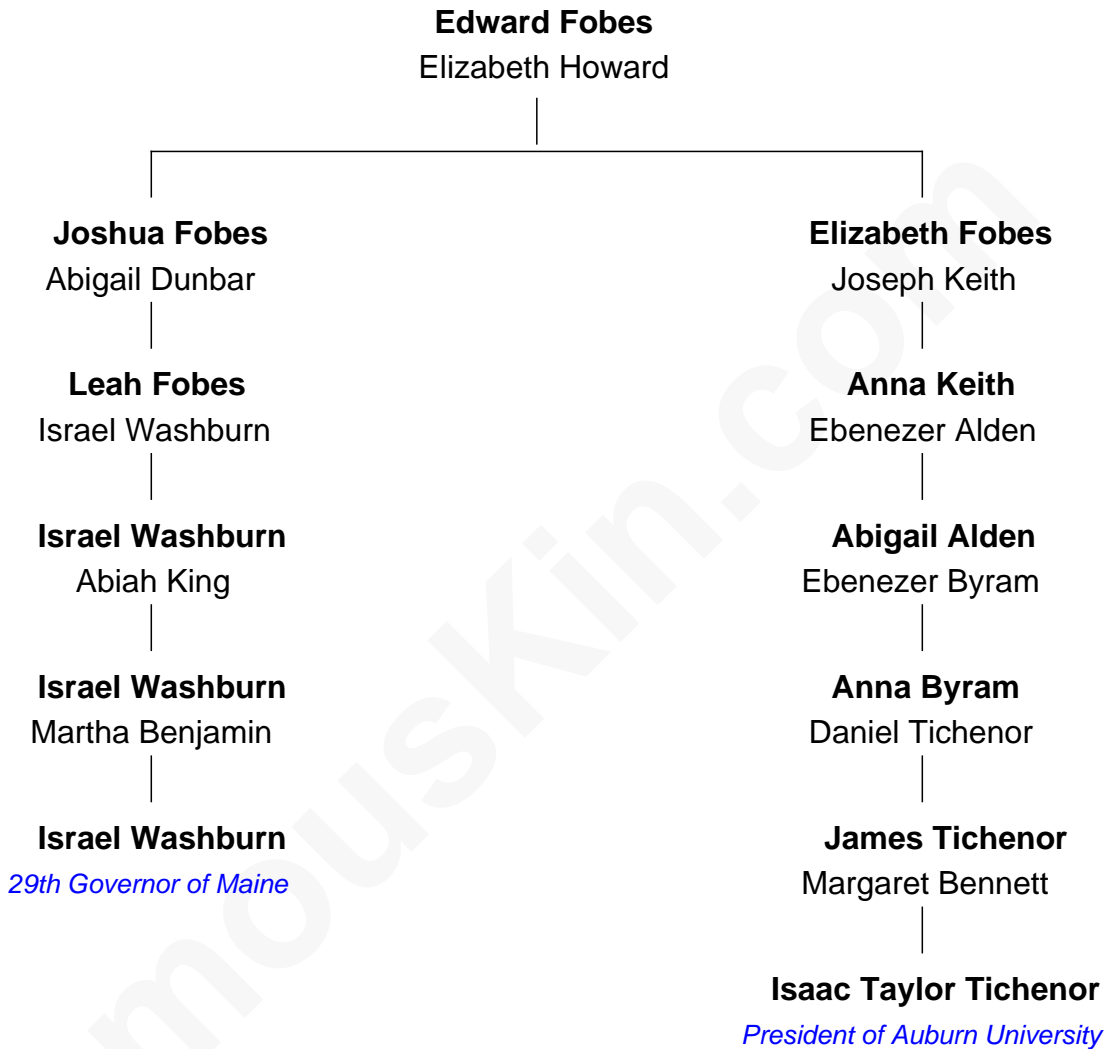 Edward Fobes
Elizabeth Howard
Joshua Fobes
Abigail Dunbar
Leah Fobes
Israel Washburn
Israel Washburn
Abiah King
Israel Washburn
Martha Benjamin
Israel Washburn
29th Governor of Maine
Elizabeth Fobes
Joseph Keith
Anna Keith
Ebenezer Alden
Abigail Alden
Ebenezer Byram
Anna Byram
Daniel Tichenor
James Tichenor
Margaret Bennett
Isaac Taylor Tichenor
President of Auburn University
mousKin.com